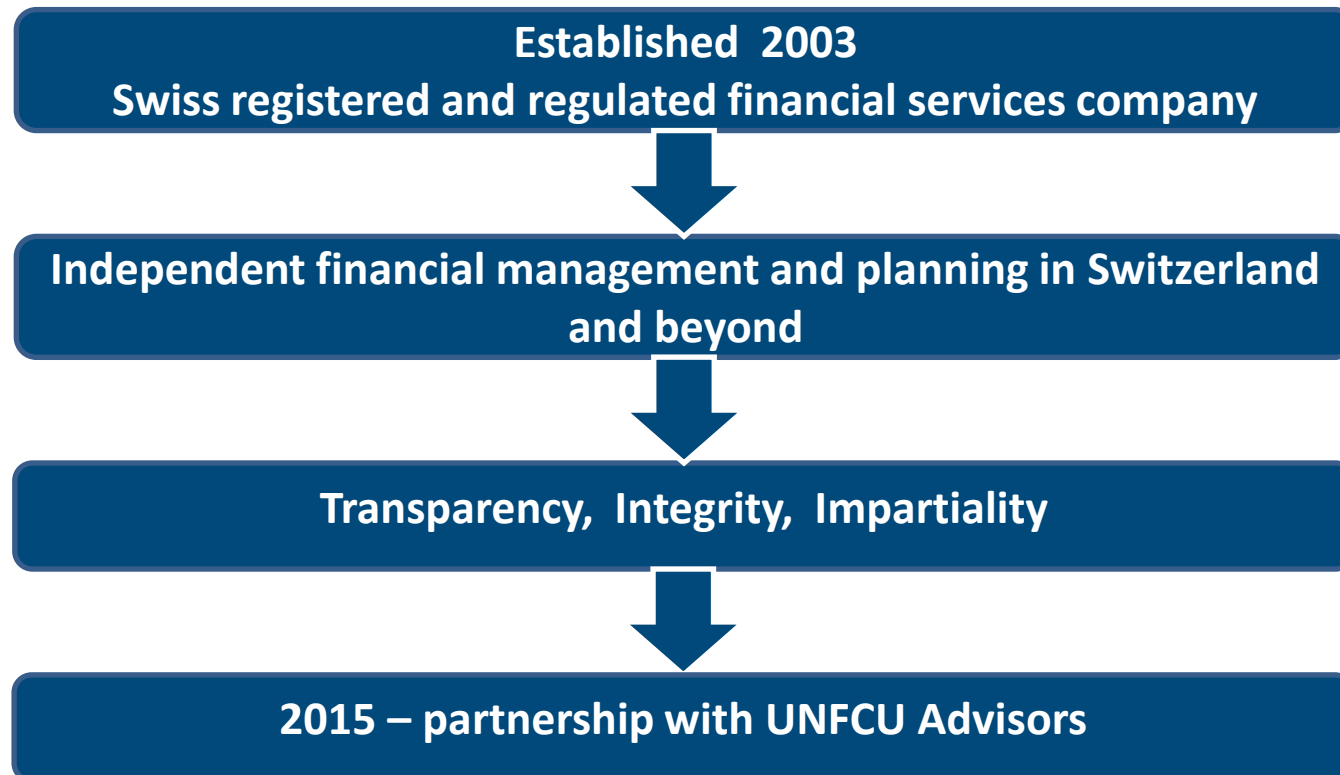 Established  2003
Swiss registered and regulated financial services company
Independent financial management and planning in Switzerland
and beyond
Transparency,  Integrity,  Impartiality
2015 – partnership with UNFCU Advisors